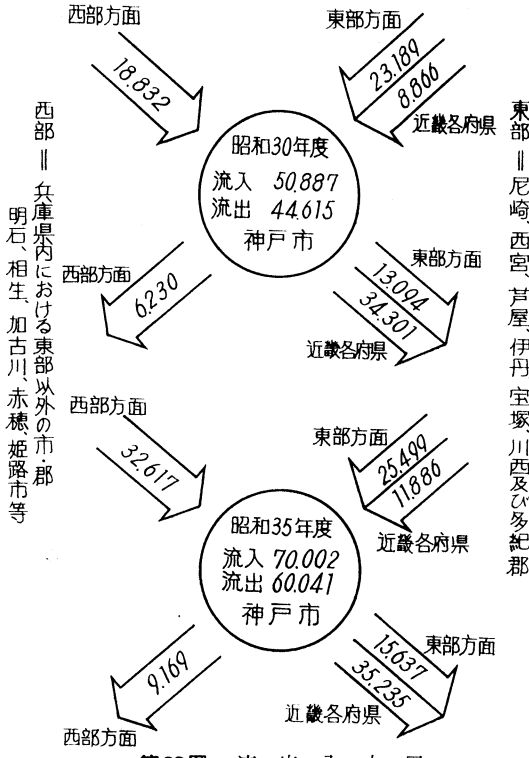 西部方面
18.832
東部方面
23.189
8.866
近畿各府県
昭和30年度
流入 50,887
流出 44,615
神戸市
西部方面
6.230
東部方面
13.094
34.301
近畿各府県
西部方面
32.617
東部方面
25.499
11.886
近畿各府県
昭和35年度
流入 70.002
流出 60.041
神戸市
西部方面
9.169
東部方面
15.637
35.235
近畿各府県
東部=尼崎、西宮、芦屋、伊丹、宝塚、川西及び多紀郡
西部=兵庫県内における東部以外の市・郡
明石、相生、加古川、赤穂、姫路市等